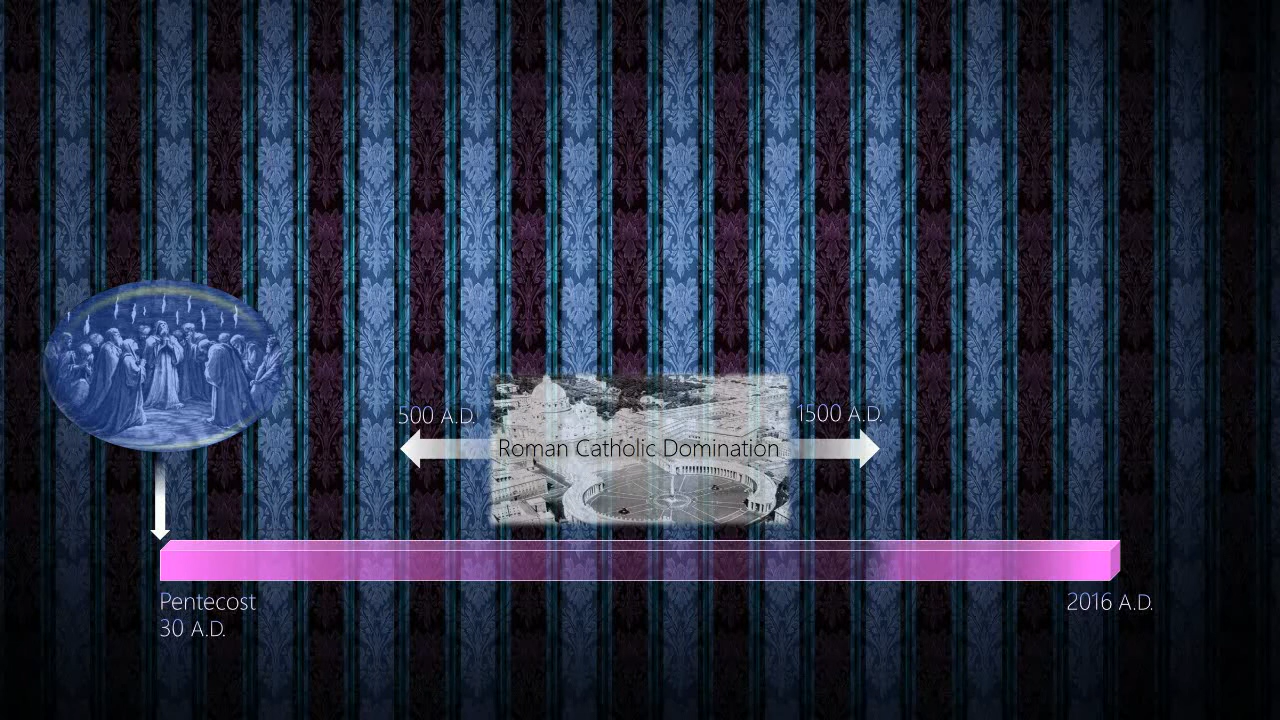 500 A.D.
1500 A.D.
Roman Catholic Domination
Pentecost
30 A.D.
2016 A.D.